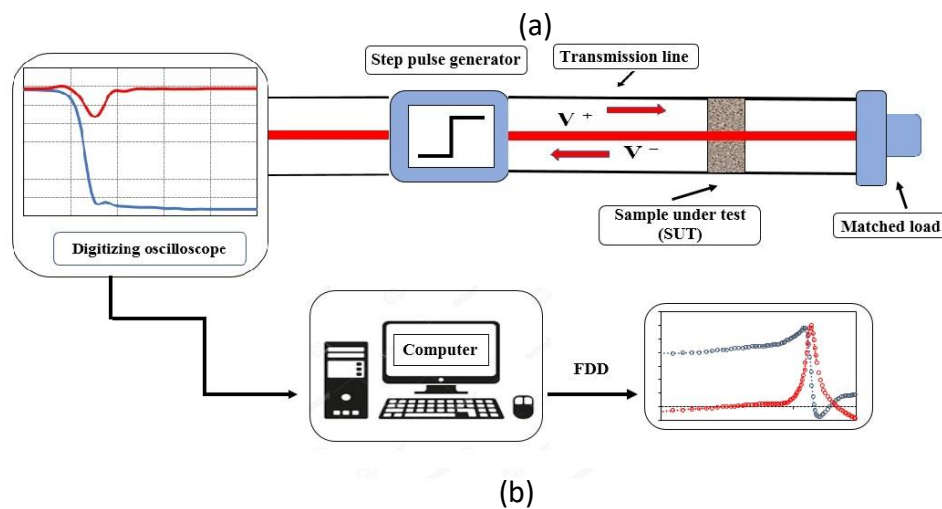 (a)
Step pulse generator
Transmission line
V +
V −
Digitizing oscilloscope
Sample under test
(SUT)
Matched load
Computer
FDD
(b)